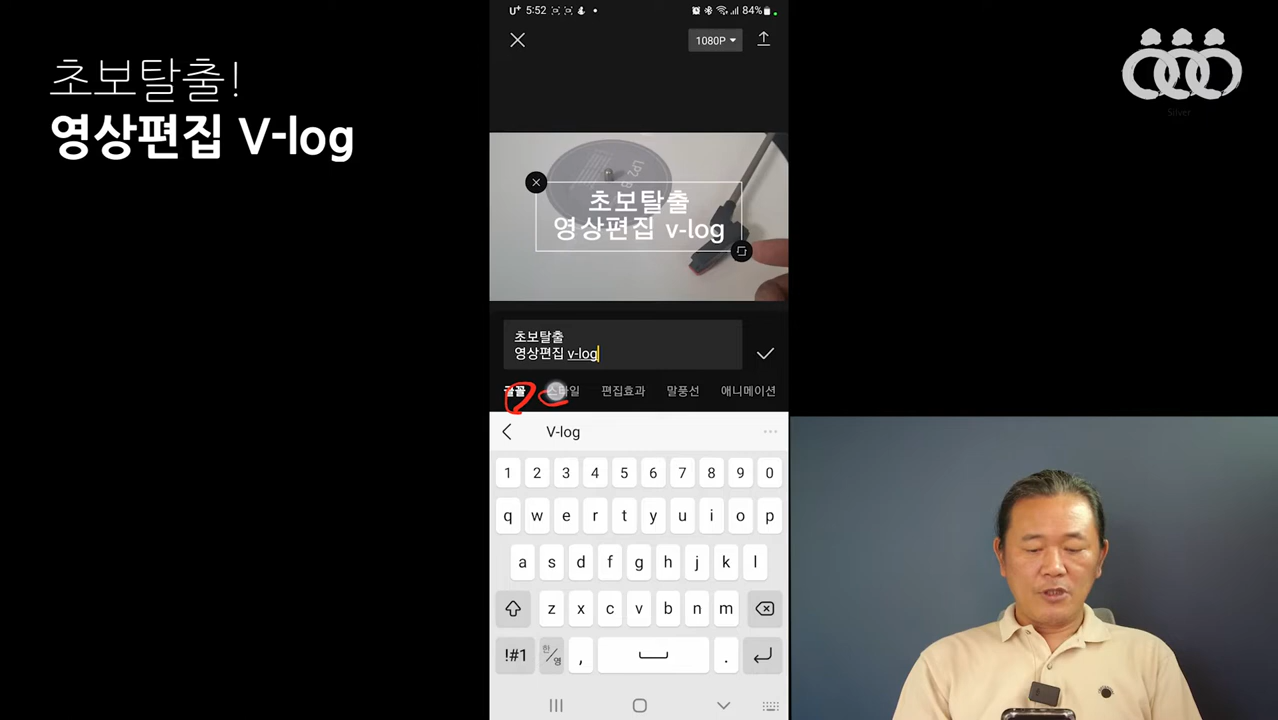 초보탈출!
영상편집 V-log
Silver
U+ 5:52
84%
1080P
LP2
초보탈출
영상편집 v-log
초보탈출
영상편집 v-log
글꼴 스타일 편집효과 말풍선 애니메이션
V-log
1 2 3 4 5 6 7 8 9 0
q w e r t y u i o p
a s d f g h j k l
z x c v b n m
!#1 한/영 , .